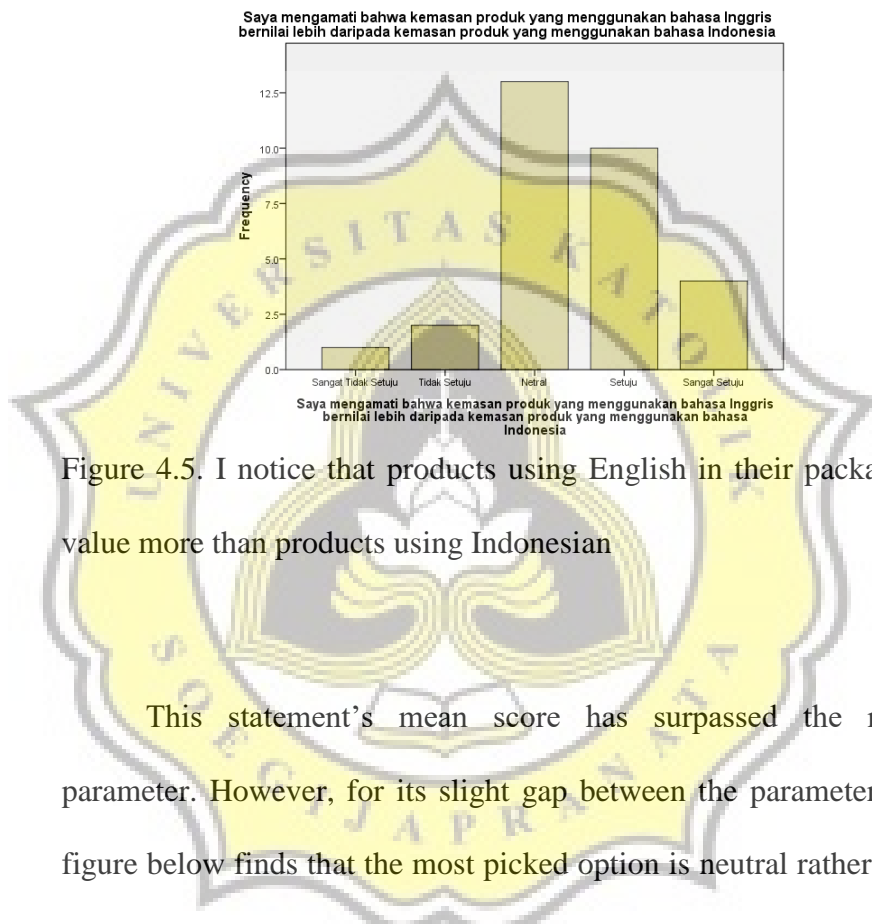 Saya mengamati bahwa kemasan produk yang menggunakan bahasa Inggris
bernilai lebih daripada kemasan produk yang menggunakan bahasa Indonesia
Frequency
12.5
10.0
7.5
5.0
2.5
0.0
Sangat Tidak Setuju Tidak Setuju Netral Setuju Sangat Setuju
Saya mengamati bahwa kemasan produk yang menggunakan bahasa Inggris
bernilai lebih daripada kemasan produk yang menggunakan bahasa
Indonesia
UNIVERSITAS KATOLIK
SOEGIJAPRANATA
Figure 4.5. I notice that products using English in their
value more than products using Indonesian
This statement’s mean score has surpassed the
parameter. However, for its slight gap between the parameter
figure below finds that the most picked option is neutral rather